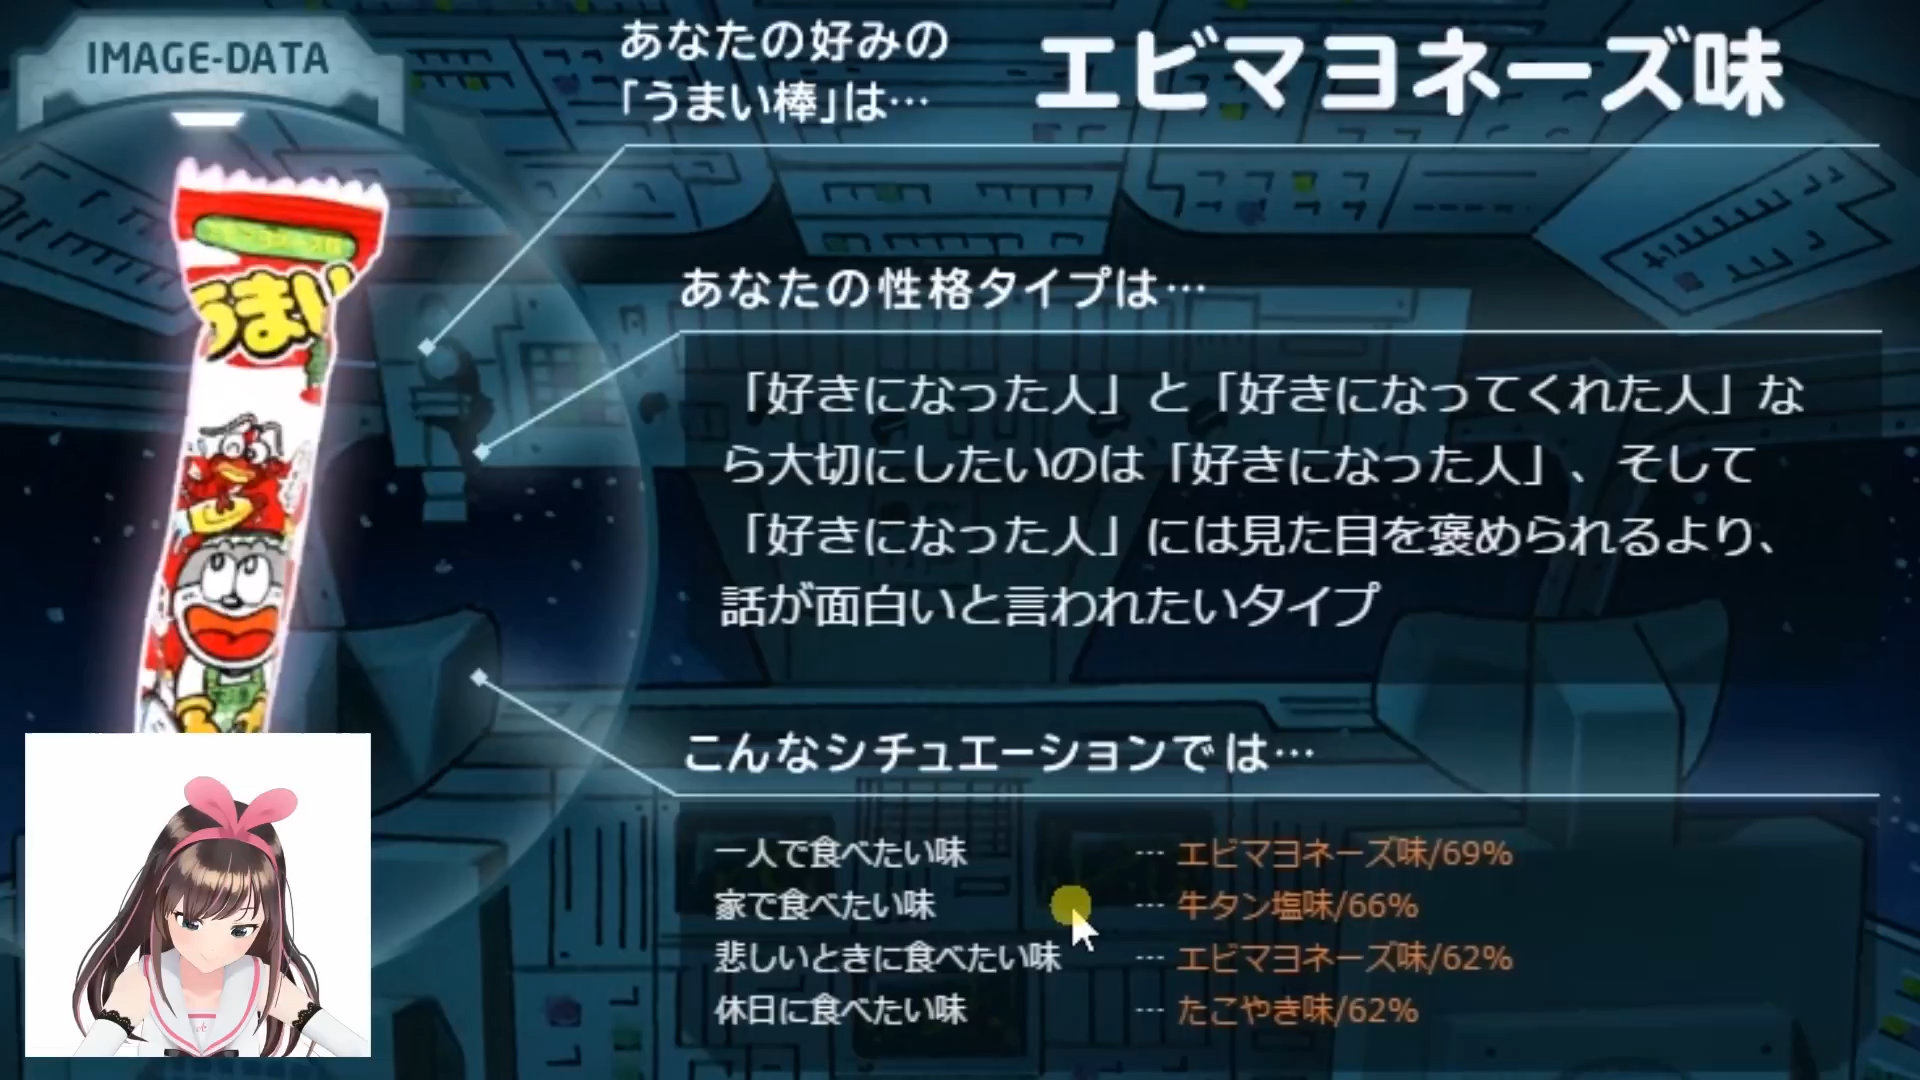 IMAGE-DATA
あなたの好みの
「うまい棒」は…
エビマヨネーズ味
うまい
あなたの性格タイプは…
「好きになった人」と「好きになってくれた人」な
ら大切にしたいのは「好きになった人」、そして
「好きになった人」には見た目を褒められるより、
話が面白いと言われたいタイプ
こんなシチュエーションでは…
一人で食べたい味 … エビマヨネーズ味/69%
家で食べたい味 … 牛タン塩味/66%
悲しいときに食べたい味 … エビマヨネーズ味/62%
休日に食べたい味 … たこやき味/62%